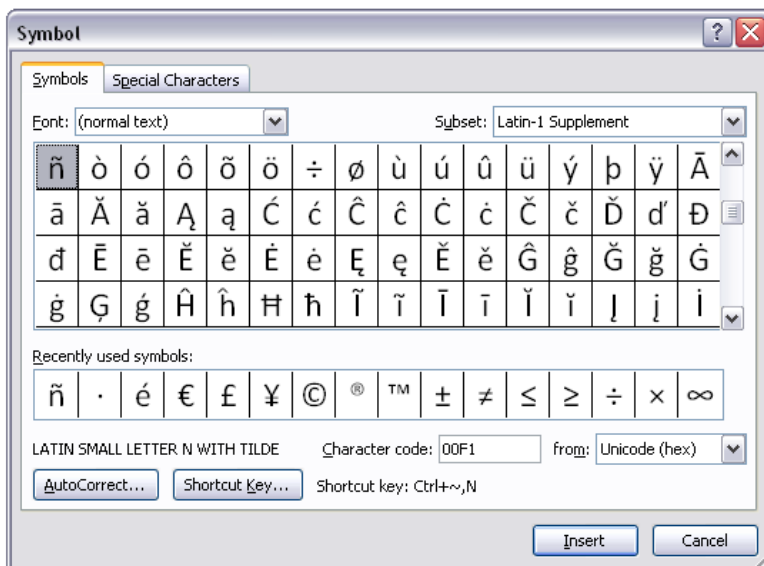 Symbol
Symbols Special Characters
Font: (normal text) Subset: Latin-1 Supplement
ñ ò ó ô õ ö ÷ ø ù ú û ü ý þ ÿ Ā
ā Ă ă Ą ą Ć ć Ĉ ĉ Ċ ċ Č č Ď ď Đ
đ Ē ē Ĕ ĕ Ė ė Ę ę Ě ě Ĝ ĝ Ğ ğ Ġ
ġ Ģ ģ Ĥ ĥ Ħ ħ Ĩ ĩ Ī ī Ĭ ĭ Į į İ
Recently used symbols:
ñ · é € £ ¥ © ® ™ ± ≠ ≤ ≥ ÷ × ∞
LATIN SMALL LETTER N WITH TILDE Character code: 00F1 from: Unicode (hex)
AutoCorrect... Shortcut Key... Shortcut key: Ctrl+~,N
Insert Cancel